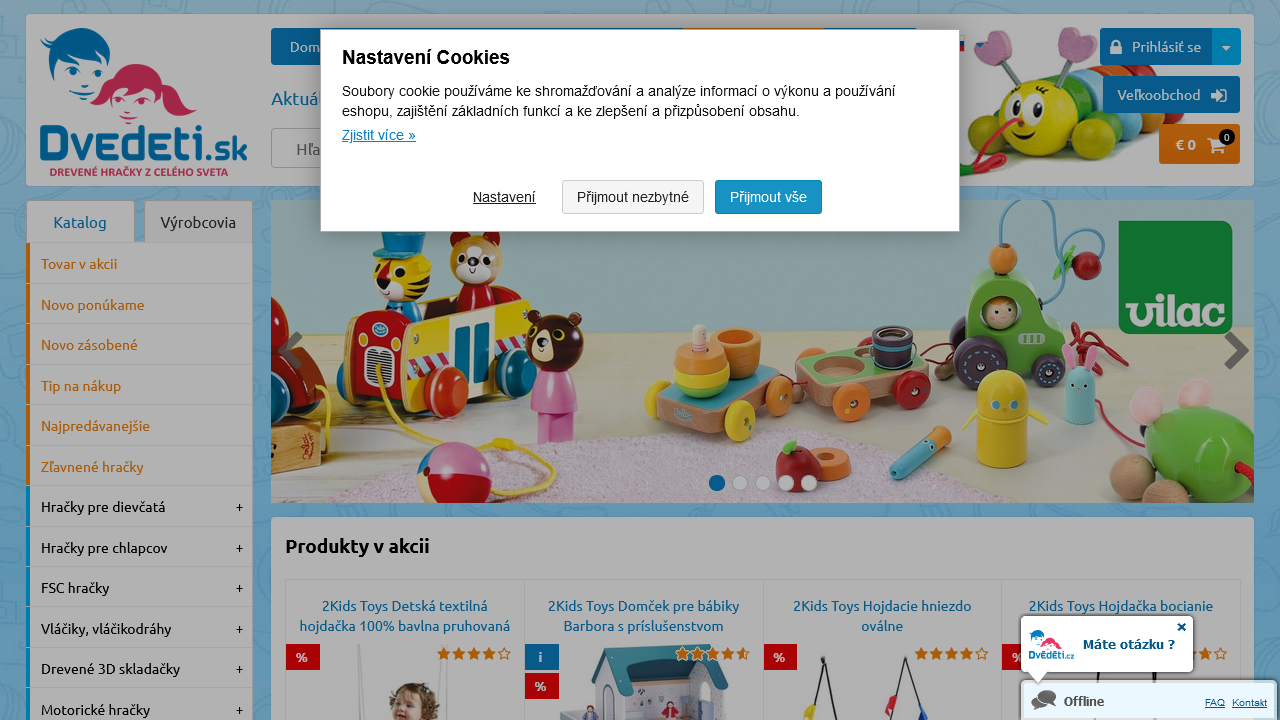 Dvedeti.sk
DREVENÉ HRAČKY Z CELÉHO SVETA
Nastavení Cookies
Soubory cookie používáme ke shromažďování a analýze informací o výkonu a používání
eshopu, zajištění základních funkcí a ke zlepšení a přizpůsobení obsahu.
Zjistit více »
Nastavení
Přijmout nezbytné
Přijmout vše
Prihlásiť se
Veľkoobchod
€ 0
0
Katalog
Výrobcovia
Tovar v akcii
Novo ponúkame
Novo zásobené
Tip na nákup
Najpredávanejšie
Zľavnené hračky
Hračky pre dievčatá +
Hračky pre chlapcov +
FSC hračky +
Vláčiky, vláčikodráhy +
Drevené 3D skladačky +
Motorické hračky +
vilac
Produkty v akcii
2Kids Toys Detská textilná
hojdačka 100% bavlna pruhovaná
%
2Kids Toys Domček pre bábiky
Barbora s príslušenstvom
i
%
2Kids Toys Hojdacie hniezdo
oválne
%
2Kids Toys Hojdačka bocianie
Dvedeti.cz
Máte otázku ?
Offline
FAQ
Kontakt